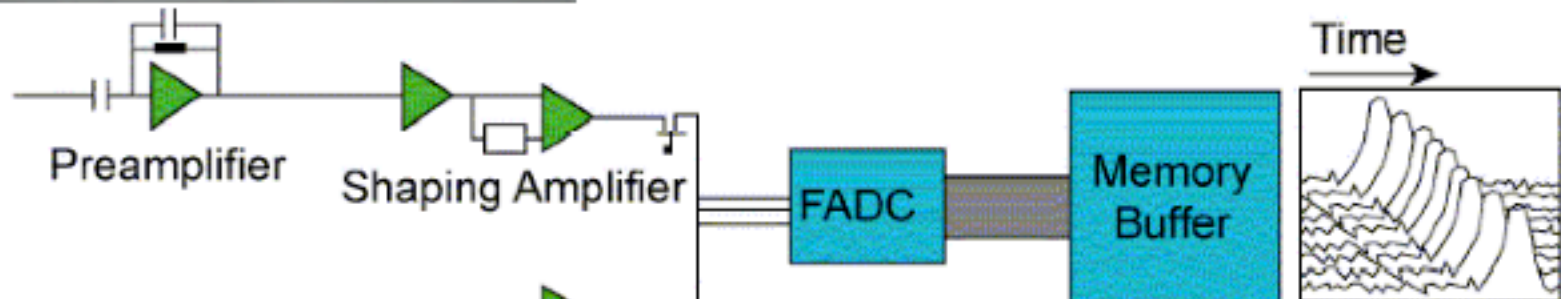 Time
Preamplifier
Shaping Amplifier
FADC
Memory
Buffer